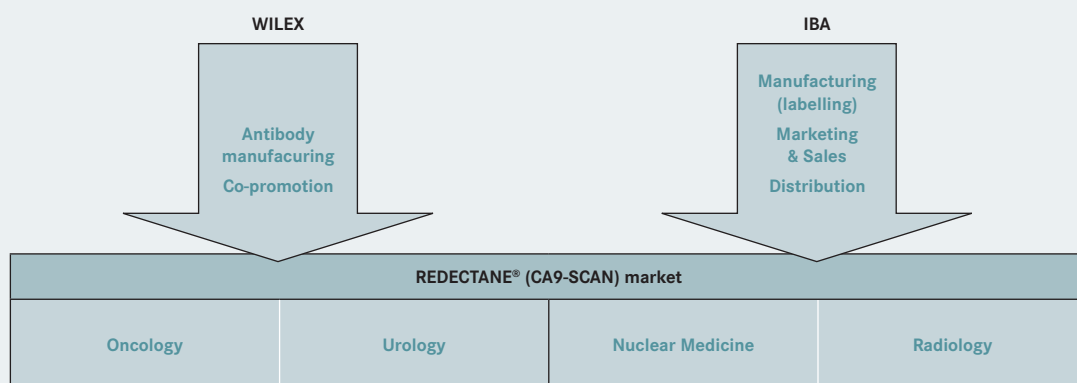 WILEX
IBA
Antibody
manufacuring
Co-promotion
Manufacturing
(labelling)
Marketing
& Sales
Distribution
REDECTANE® (CA9-SCAN) market
Oncology
Urology
Nuclear Medicine
Radiology